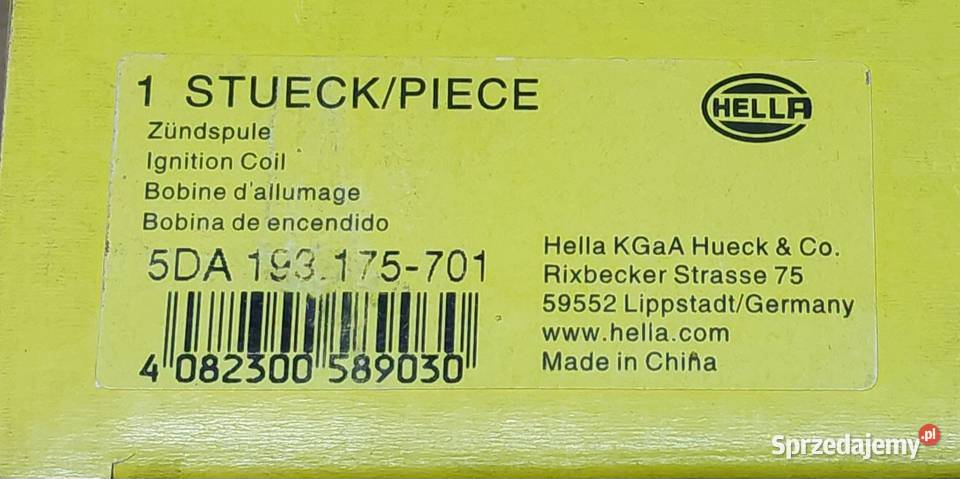 1 STUECK/PIECE
HELLA
Zündspule
Ignition Coil
Bobine d'allumage
Bobina de encendido
5DA 193.175-701
4 082300 589030
Hella KGaA Hueck & Co.
Rixbecker Strasse 75
59552 Lippstadt/Germany
www.hella.com
Made in China
Sprzedajemy.pl